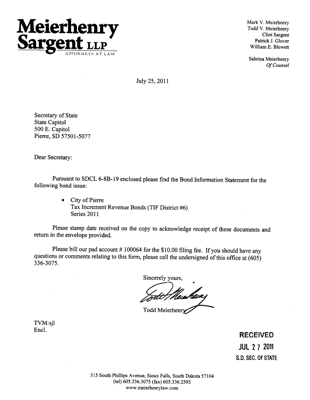 Meierhenry
Sargent LLP
ATTORNEYS AT LAW
Mark V. Meierhenry
Todd V. Meierhenry
Clint Sargent
Patrick J. Glover
William E. Blewett
Sabrina Meierhenry
Of Counsel
July 25, 2011
Secretary of State
State Capitol
500 E. Capitol
Pierre, SD 57501-5077
Dear Secretary:
Pursuant to SDCL 6-8B-19 enclosed please find the Bond Information Statement for the
following bond issue:
• City of Pierre
Tax Increment Revenue Bonds (TIF District #6)
Seriex 2011
Please stamp date received on the copy to acknowledge receipt of these documents and
return in the envelope provided.
Please bill our pad account # 100064 for the $10.00 filing fee. If you should have any
questions or comments relating to this form, please call the undersigned of this office at (605)
336-3075.
Sincerely yours,
Todd Meierhenry
TVM:sjl
Encl.
RECEIVED
JUL 27 2011
S.D. SEC. OF STATE
315 South Phillips Avenue, Sioux Falls, South Dakota 57104
(tel) 605.336.3075 (fax) 605.336.2593
www.meierhenrylaw.com